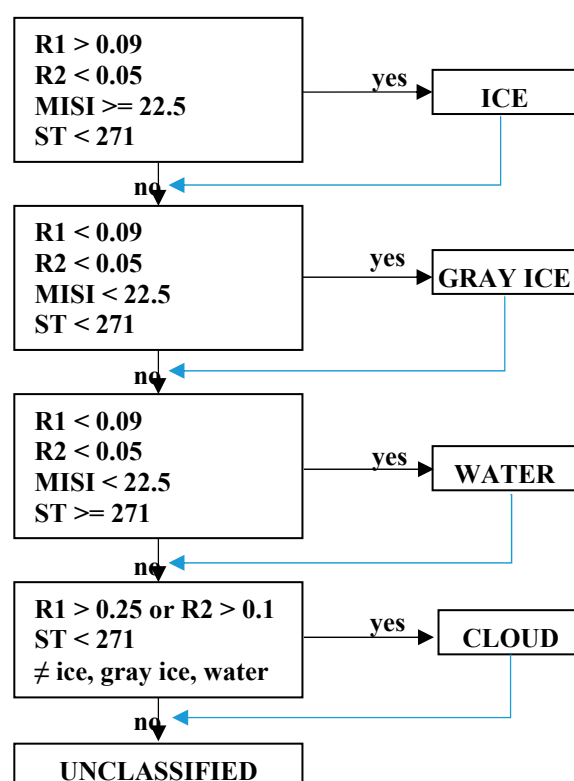 R1 > 0.09
R2 < 0.05
MISI >= 22.5
ST < 271
yes
ICE
no
R1 < 0.09
R2 < 0.05
MISI < 22.5
ST < 271
yes
GRAY ICE
no
R1 < 0.09
R2 < 0.05
MISI < 22.5
ST >= 271
yes
WATER
no
R1 > 0.25 or R2 > 0.1
ST < 271
≠ ice, gray ice, water
yes
CLOUD
no
UNCLASSIFIED